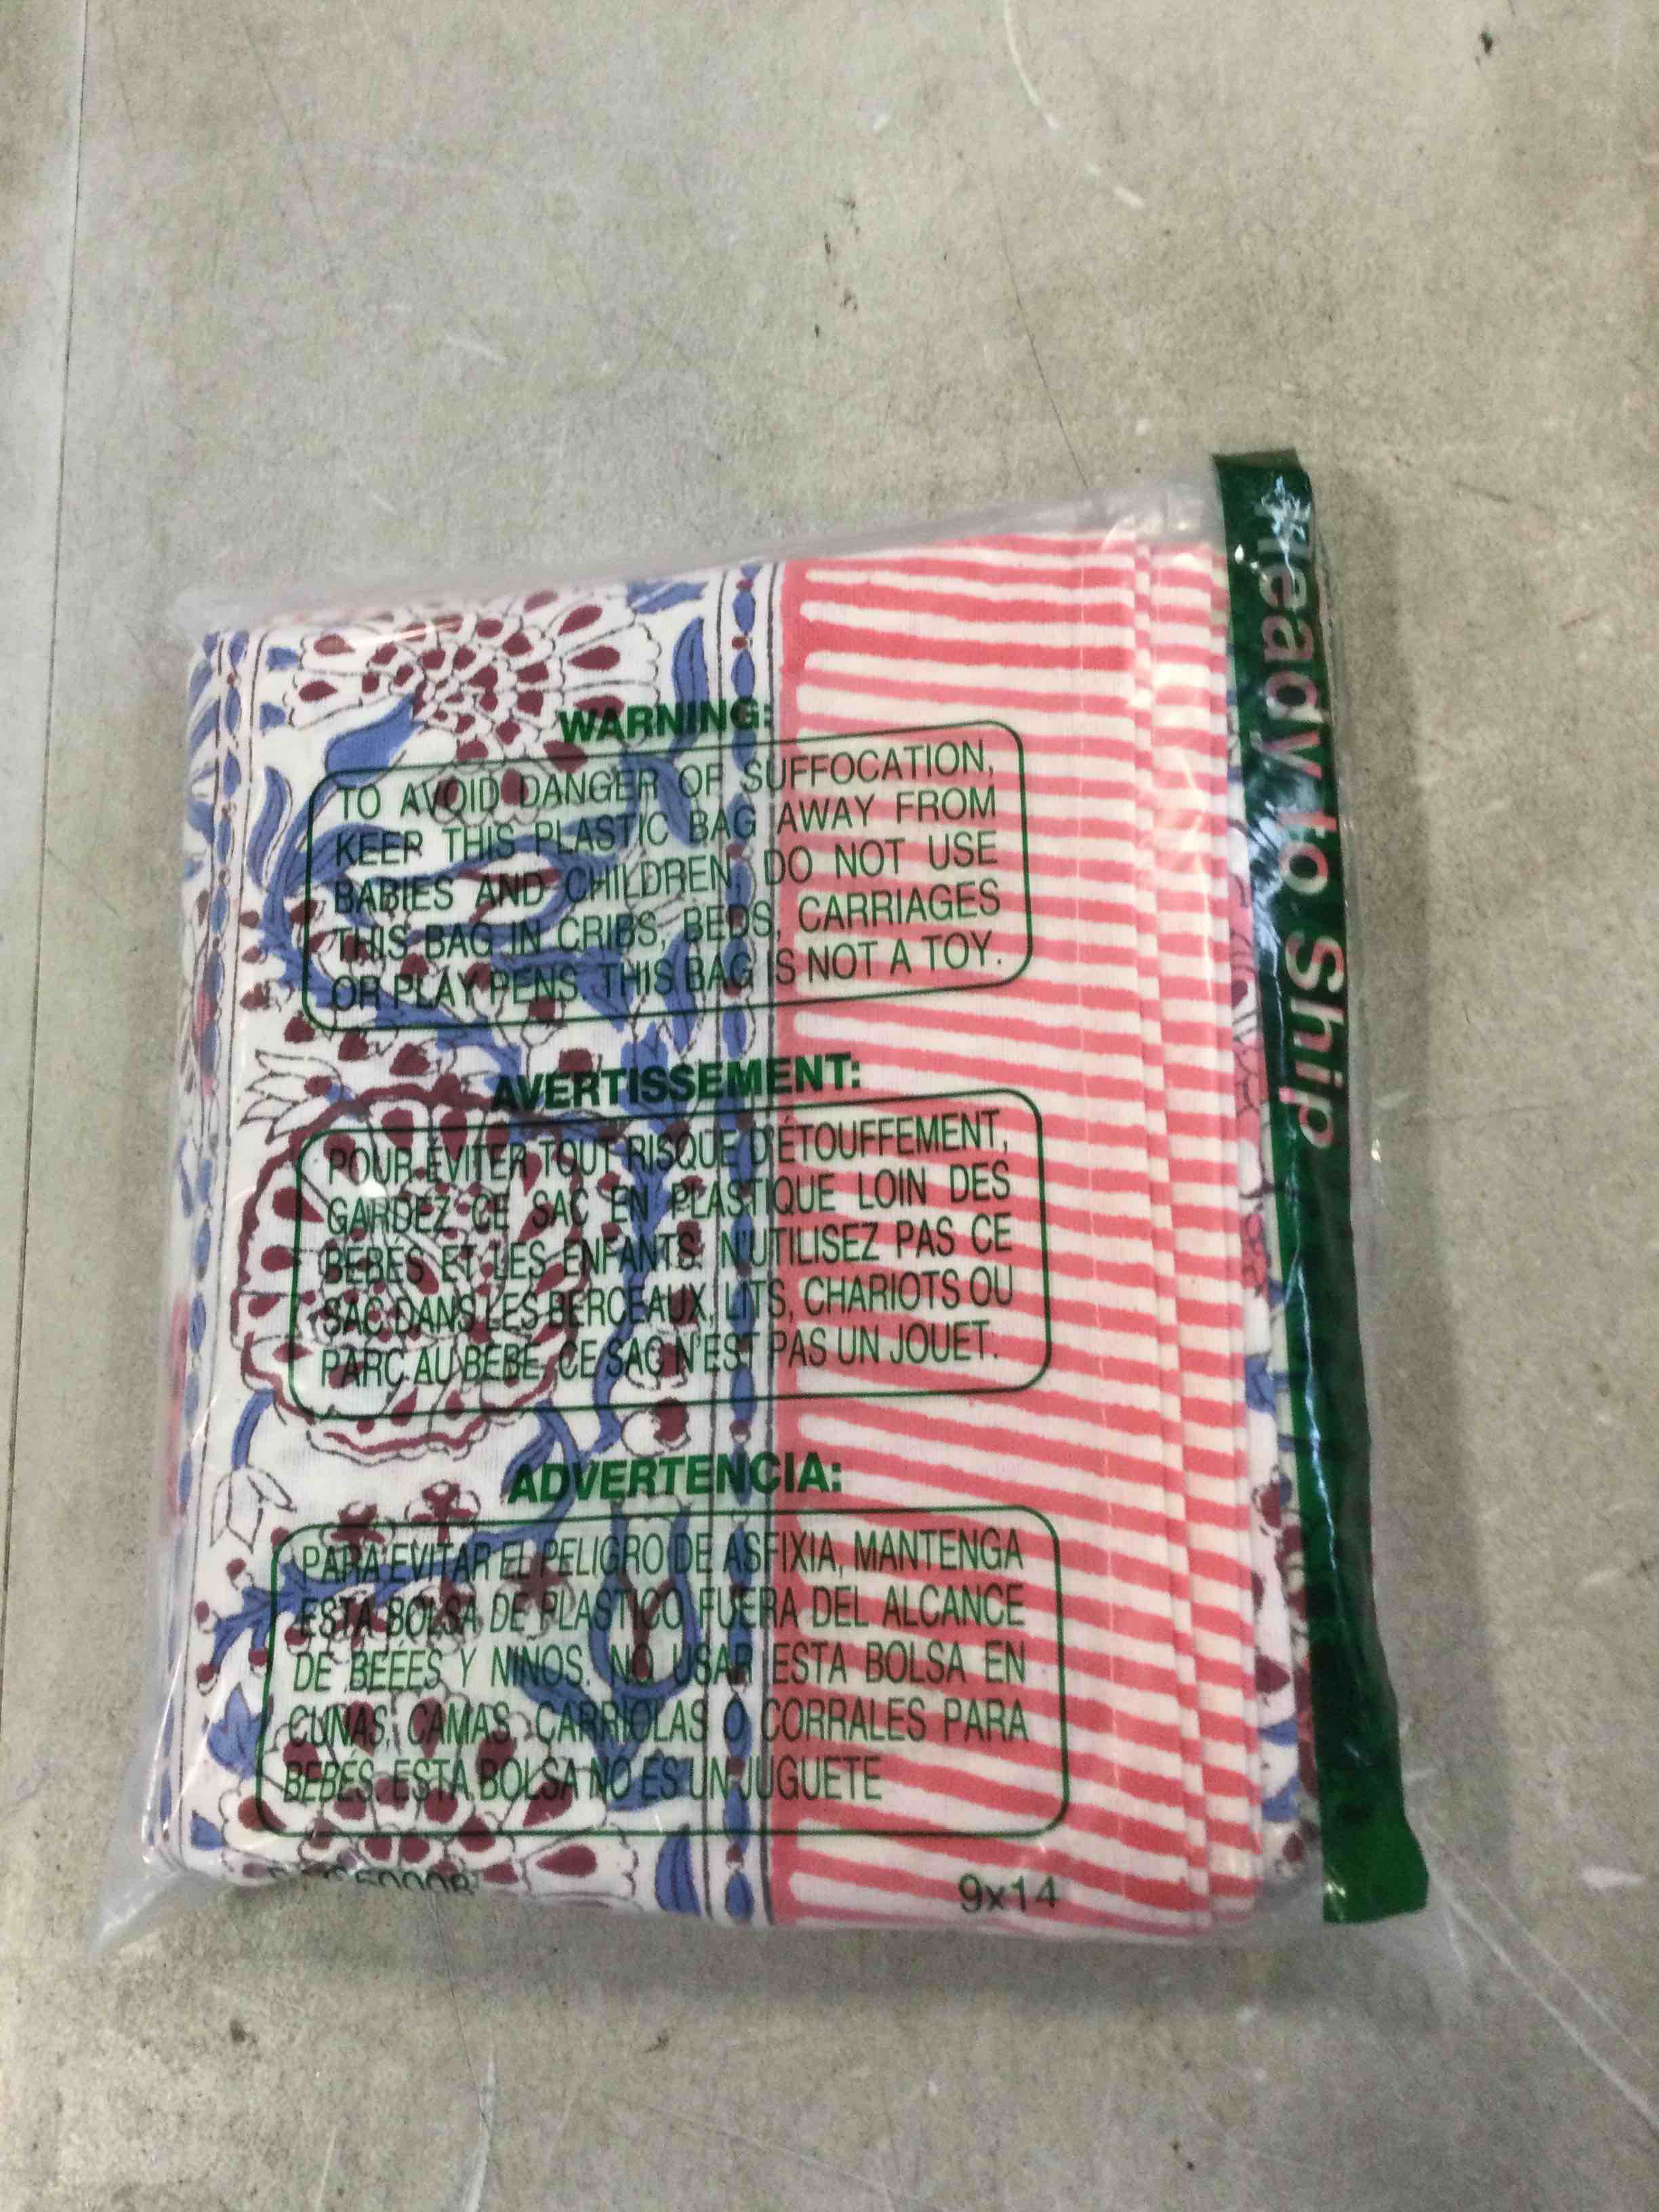 WARNING:
TO AVOID DANGER OF SUFFOCATION,
KEEP THIS PLASTIC BAG AWAY FROM
BABIES AND CHILDREN. DO NOT USE
THIS BAG IN CRIBS, BEDS, CARRIAGES
OR PLAY PENS. THIS BAG IS NOT A TOY.
AVERTISSEMENT:
POUR ÉVITER TOUT RISQUE D'ÉTOUFFEMENT,
GARDEZ CE SAC EN PLASTIQUE LOIN DES
BEBES ET LES ENFANTS. N'UTILISEZ PAS CE
SAC DANS LES BERCEAUX, LITS, CHARIOTS OU
PARC AU BEBE. CE SAC N'EST PAS UN JOUET.
ADVERTENCIA:
PARA EVITAR EL PELIGRO DE ASFIXIA, MANTENGA
ESTA BOLSA DE PLASTICO FUERA DEL ALCANCE
DE BEEES Y NIÑOS. NO USAR ESTA BOLSA EN
CUNAS, CAMAS, CARRIOLAS O CORRALES PARA
BEBÉS. ESTA BOLSA NO ES UN JUGUETE
9x14
Ready to Ship